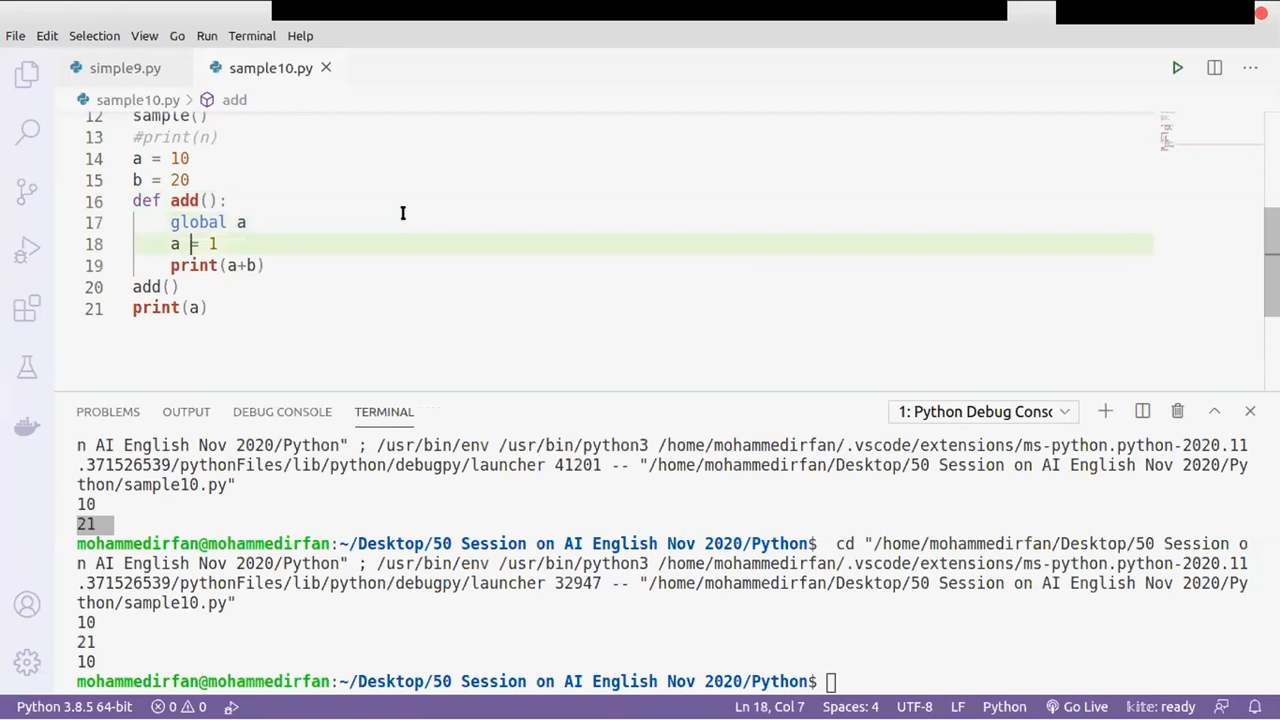 File Edit Selection View Go Run Terminal Help
simple9.py sample10.py
sample10.py > add
12 sample()
13 #print(n)
14 a = 10
15 b = 20
16 def add():
17 global a
18 a = 1
19 print(a+b)
20 add()
21 print(a)
PROBLEMS OUTPUT DEBUG CONSOLE TERMINAL 1: Python Debug Consc
n AI English Nov 2020/Python" ; /usr/bin/env /usr/bin/python3 /home/mohammedirfan/.vscode/extensions/ms-python.python-2020.11
.371526539/pythonFiles/lib/python/debugpy/launcher 41201 -- "/home/mohammedirfan/Desktop/50 Session on AI English Nov 2020/Py
thon/sample10.py"
10
21
mohammedirfan@mohammedirfan:~/Desktop/50 Session on AI English Nov 2020/Python$ cd "/home/mohammedirfan/Desktop/50 Session o
n AI English Nov 2020/Python" ; /usr/bin/env /usr/bin/python3 /home/mohammedirfan/.vscode/extensions/ms-python.python-2020.11
.371526539/pythonFiles/lib/python/debugpy/launcher 32947 -- "/home/mohammedirfan/Desktop/50 Session on AI English Nov 2020/Py
thon/sample10.py"
10
21
10
mohammedirfan@mohammedirfan:~/Desktop/50 Session on AI English Nov 2020/Python$
Python 3.8.5 64-bit 0 0 Ln 18, Col 7 Spaces: 4 UTF-8 LF Python Go Live kite: ready